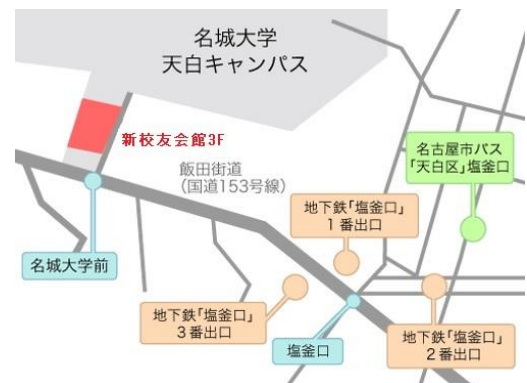 名城大学
天白キャンパス
新校友会館3F
飯田街道
（国道153号線）
名古屋市バス
「天白区」塩釜口
地下鉄「塩釜口」
1番出口
名城大学前
地下鉄「塩釜口」
3番出口
塩釜口
地下鉄「塩釜口」
2番出口